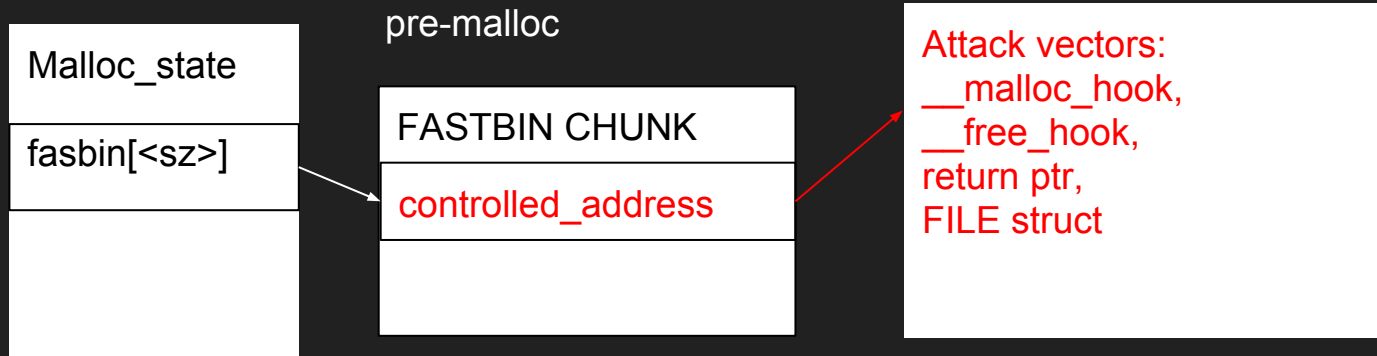 pre-malloc
Malloc_state
fasbin[<sz>]
FASTBIN CHUNK
controlled_address
Attack vectors:
__malloc_hook,
__free_hook,
return ptr,
FILE struct